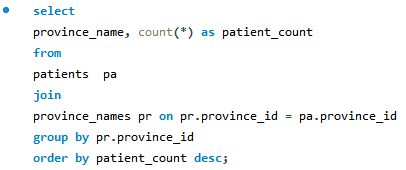 select
province_name, count(*) as patient_count
from
patients  pa
join
province_names pr on pr.province_id = pa.province_id
group by pr.province_id
order by patient_count desc;